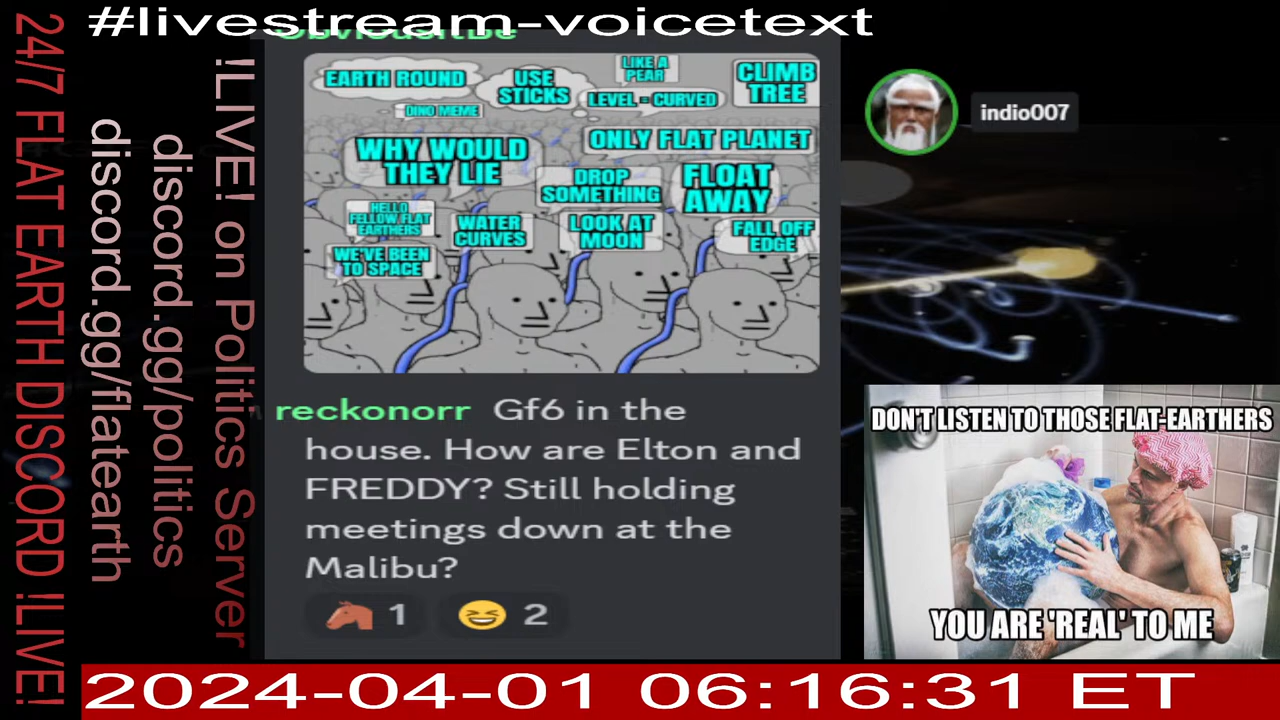 #livestream-voicetext
24/7 FLAT EARTH DISCORD !LIVE!
discord.gg/flatearth
discord.gg/politics
!LIVE! on Politics Server
EARTH ROUND
USE
STICKS
LIKE A
PEAR
CLIMB
TREE
DINO MEME
LEVEL = CURVED
WHY WOULD
THEY LIE
ONLY FLAT PLANET
DROP
SOMETHING
FLOAT
AWAY
HELLO
FELLOW FLAT
EARTHERS
WATER
CURVES
LOOK AT
MOON
FALL OFF
EDGE
WE'VE BEEN
TO SPACE
reckonorr Gf6 in the
house. How are Elton and
FREDDY? Still holding
meetings down at the
Malibu?
1
2
indio007
DON'T LISTEN TO THOSE FLAT-EARTHERS
YOU ARE 'REAL' TO ME
2024-04-01 06:16:31 ET